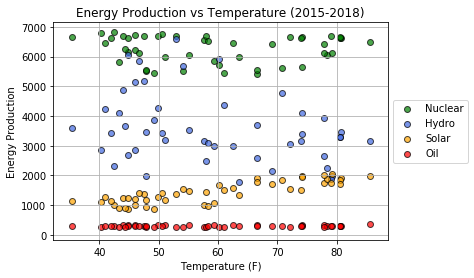 Energy Production vs Temperature (2015-2018)
7000
6000
5000
4000
3000
2000
1000
0
Energy Production
40
50
60
70
80
Temperature (F)
Nuclear
Hydro
Solar
Oil